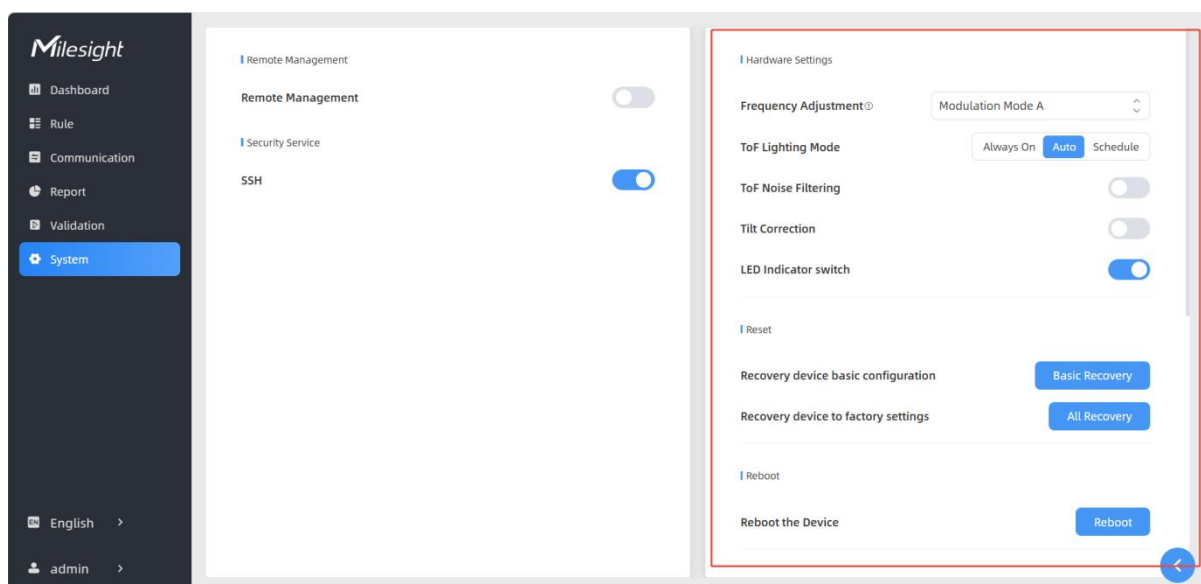 Milesight
Dashboard
Rule
Communication
Report
Validation
System
EN English
admin
Remote Management
Remote Management
Security Service
SSH
Hardware Settings
Frequency Adjustment Modulation Mode A
ToF Lighting Mode Always On Auto Schedule
ToF Noise Filtering
Tilt Correction
LED Indicator switch
Reset
Recovery device basic configuration Basic Recovery
Recovery device to factory settings All Recovery
Reboot
Reboot the Device Reboot